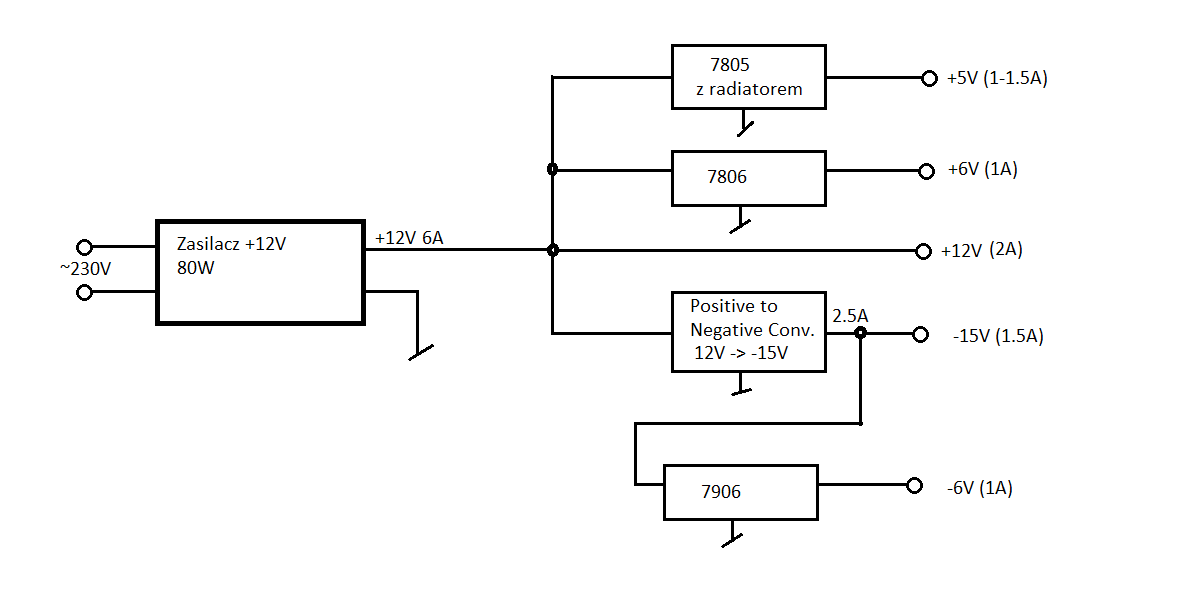 7805
z radiatorem
+5V (1-1.5A)
7806
+6V (1A)
Zasilacz +12V
80W
~230V
+12V 6A
+12V (2A)
Positive to
Negative Conv.
12V -> -15V
2.5A
-15V (1.5A)
7906
-6V (1A)